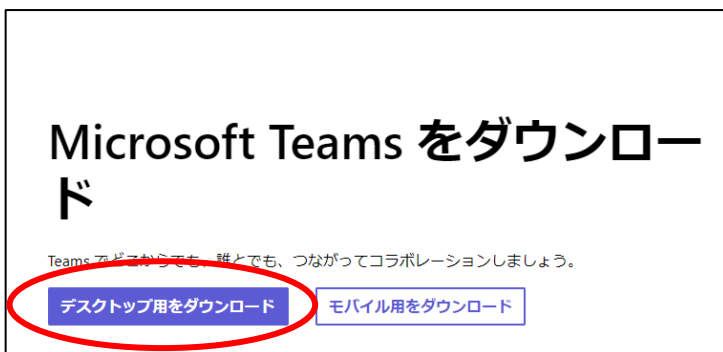 Microsoft Teams をダウンロー
ド
Teams でどこからでも、誰とでも、つながってコラボレーションしましょう。
デスクトップ用をダウンロード
モバイル用をダウンロード